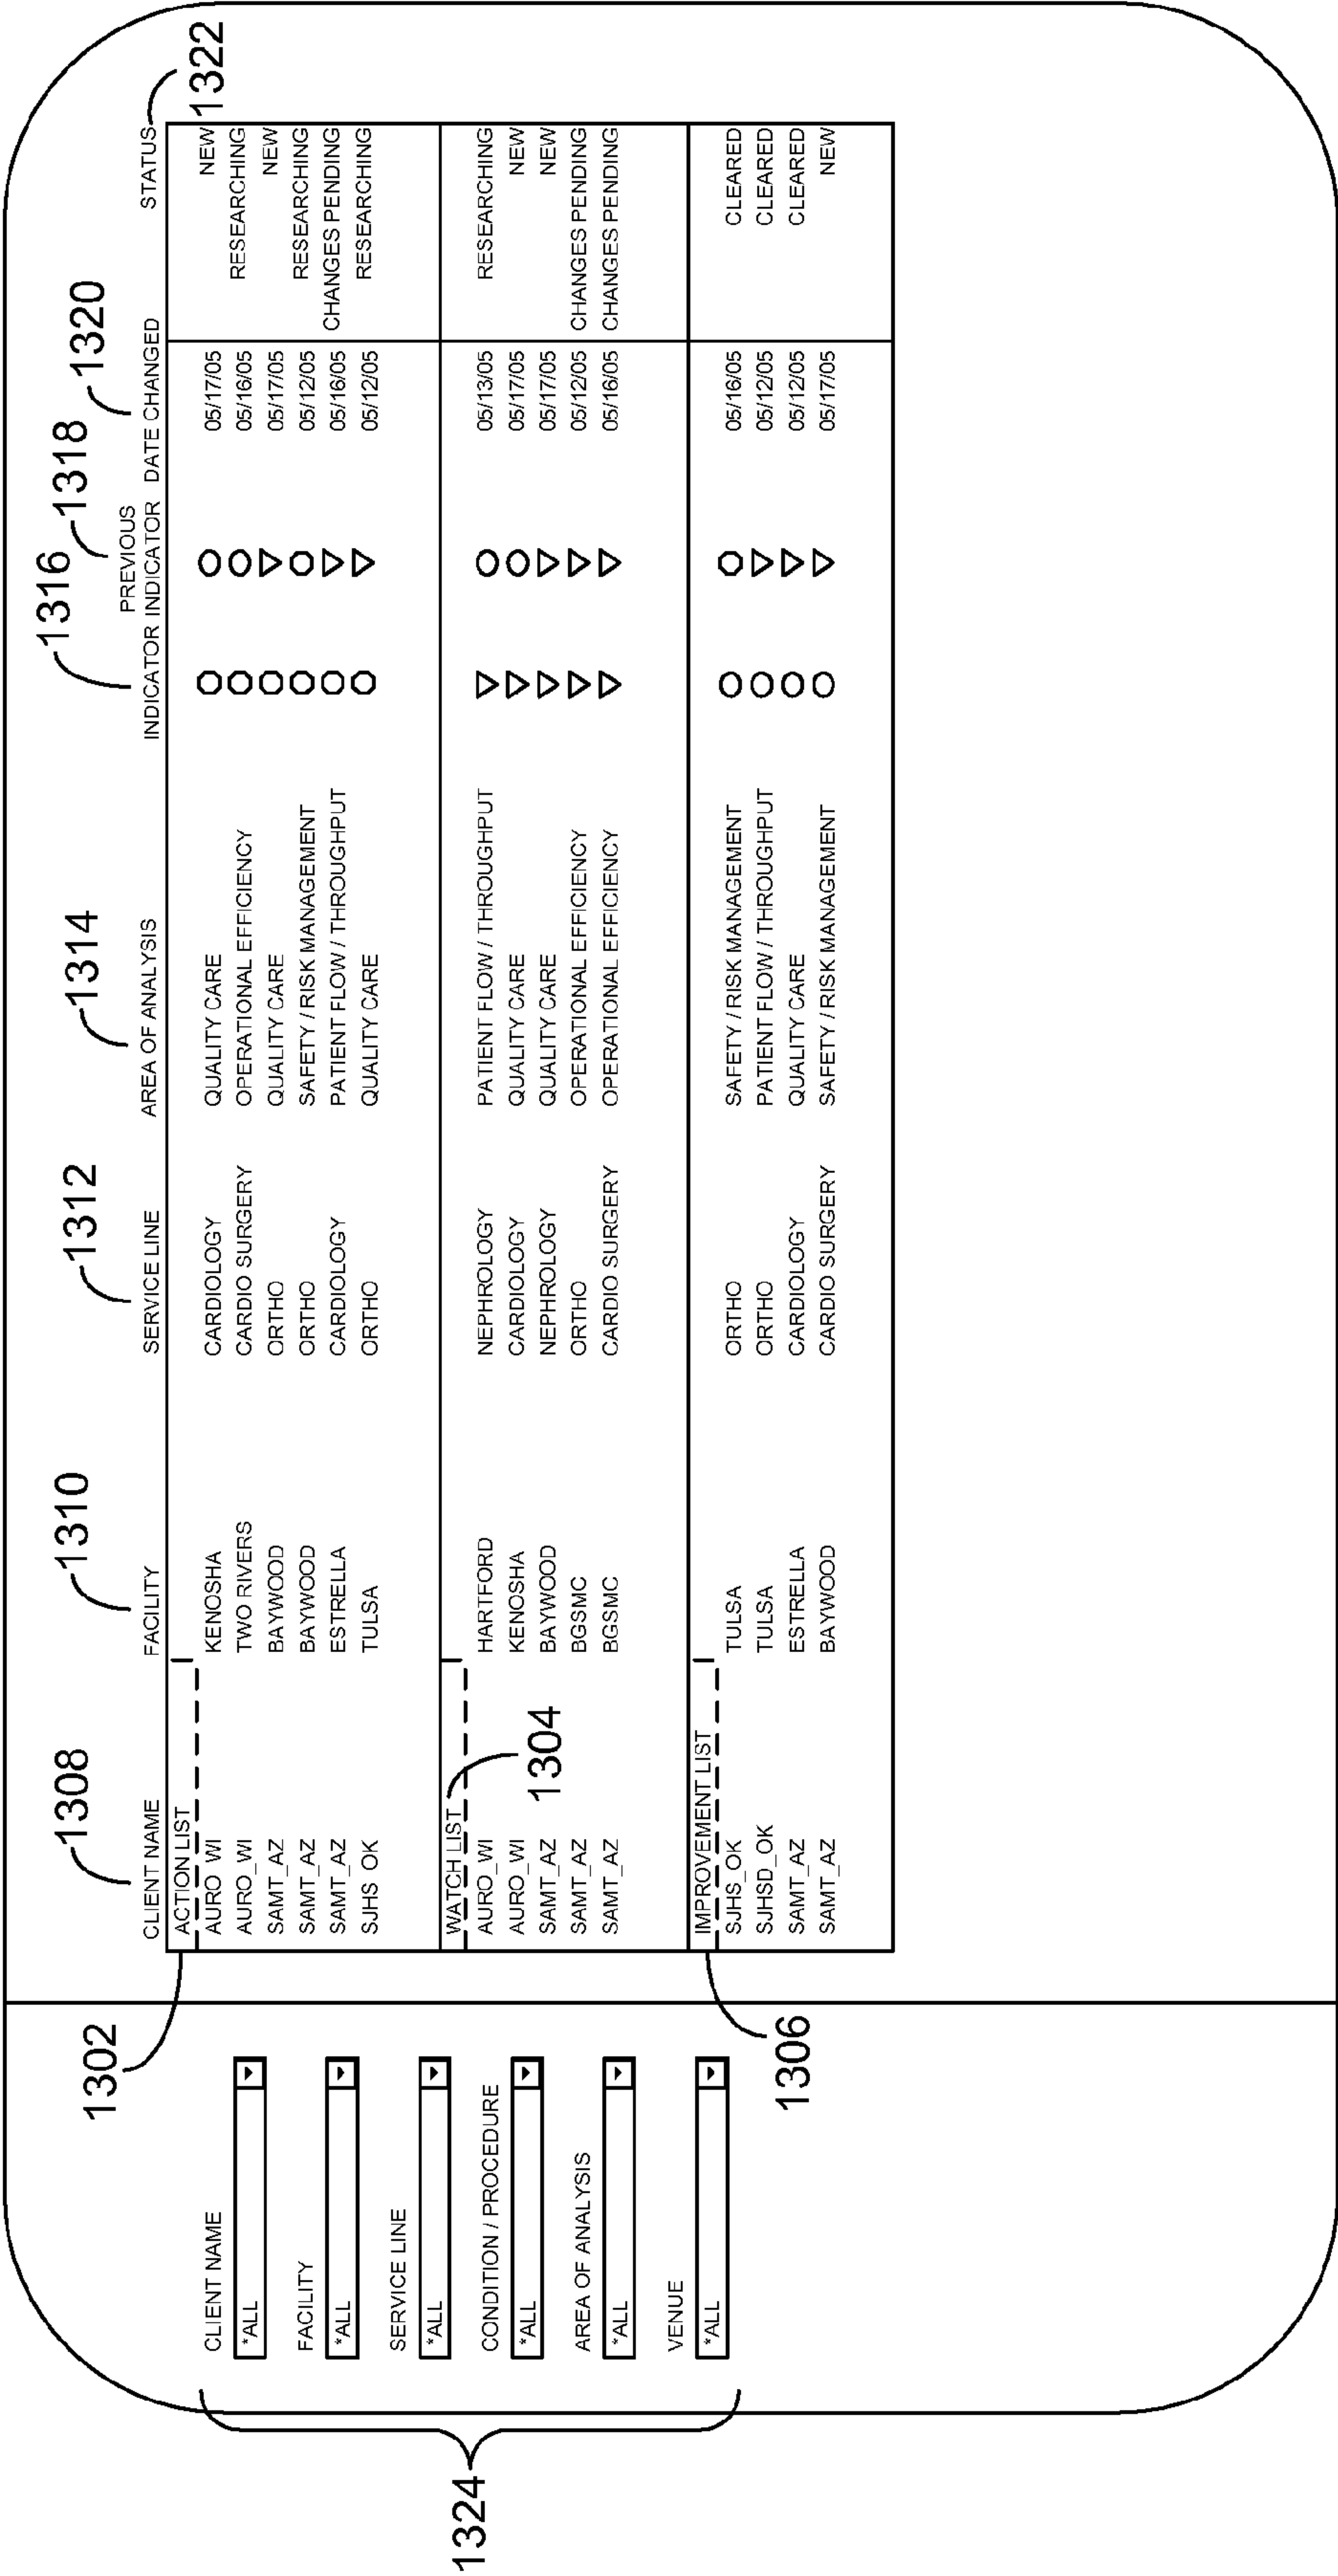 1308
1310
1312
1314
1316
1318
1320
1322
CLIENT NAME FACILITY SERVICE LINE AREA OF ANALYSIS INDICATOR PREVIOUS INDICATOR DATE CHANGED STATUS
1302
ACTION LIST
AURO_WI KENOSHA CARDIOLOGY QUALITY CARE 05/17/05 NEW
AURO_WI TWO RIVERS CARDIO SURGERY OPERATIONAL EFFICIENCY 05/16/05 RESEARCHING
SAMT_AZ BAYWOOD ORTHO QUALITY CARE 05/17/05 NEW
SAMT_AZ BAYWOOD ORTHO SAFETY / RISK MANAGEMENT 05/12/05 RESEARCHING
SAMT_AZ ESTRELLA CARDIOLOGY PATIENT FLOW / THROUGHPUT 05/16/05 CHANGES PENDING
SJHS_OK TULSA ORTHO QUALITY CARE 05/12/05 RESEARCHING
WATCH LIST
1304
AURO_WI HARTFORD NEPHROLOGY PATIENT FLOW / THROUGHPUT 05/13/05 RESEARCHING
AURO_WI KENOSHA CARDIOLOGY QUALITY CARE 05/17/05 NEW
SAMT_AZ BAYWOOD NEPHROLOGY QUALITY CARE 05/17/05 NEW
SAMT_AZ BGSMC ORTHO OPERATIONAL EFFICIENCY 05/12/05 CHANGES PENDING
SAMT_AZ BGSMC CARDIO SURGERY OPERATIONAL EFFICIENCY 05/16/05 CHANGES PENDING
1306
IMPROVEMENT LIST
SJHS_OK TULSA ORTHO SAFETY / RISK MANAGEMENT 05/16/05 CLEARED
SJHSD_OK TULSA ORTHO PATIENT FLOW / THROUGHPUT 05/12/05 CLEARED
SAMT_AZ ESTRELLA CARDIOLOGY QUALITY CARE 05/12/05 CLEARED
SAMT_AZ BAYWOOD CARDIO SURGERY SAFETY / RISK MANAGEMENT 05/17/05 NEW
1324
CLIENT NAME
*ALL
FACILITY
*ALL
SERVICE LINE
*ALL
CONDITION / PROCEDURE
*ALL
AREA OF ANALYSIS
*ALL
VENUE
*ALL